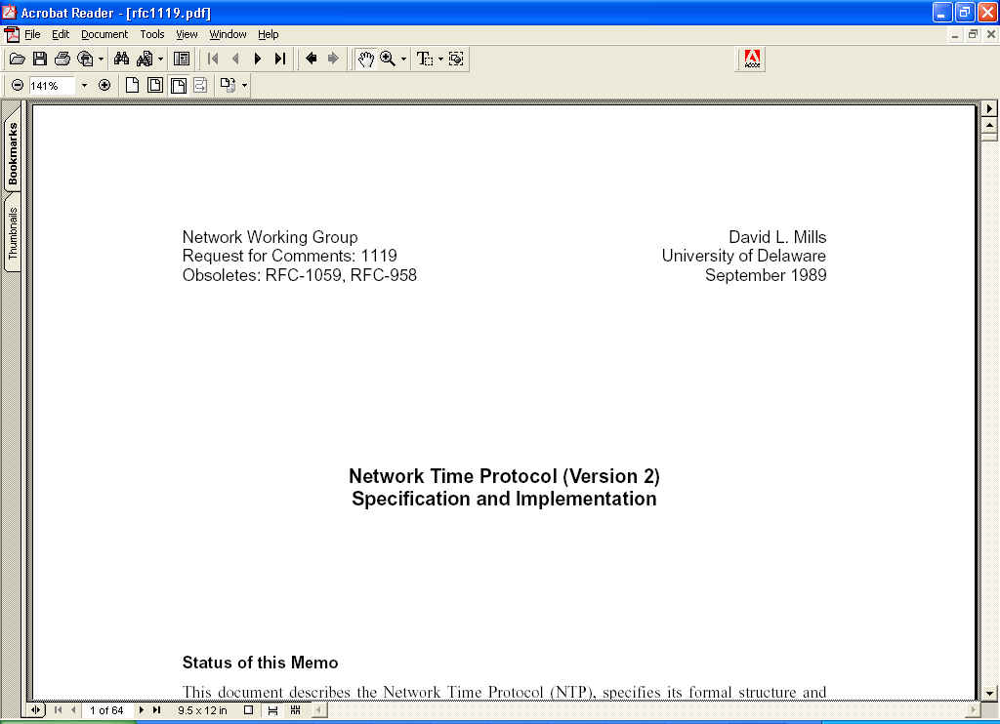 Acrobat Reader - [rfc1119.pdf]
File Edit Document Tools View Window Help
Adobe
141%
Bookmarks
Thumbnails
Network Working Group
Request for Comments: 1119
Obsoletes: RFC-1059, RFC-958
David L. Mills
University of Delaware
September 1989
Network Time Protocol (Version 2)
Specification and Implementation
Status of this Memo
This document describes the Network Time Protocol (NTP), specifies its formal structure and
1 of 64 9.5 x 12 in